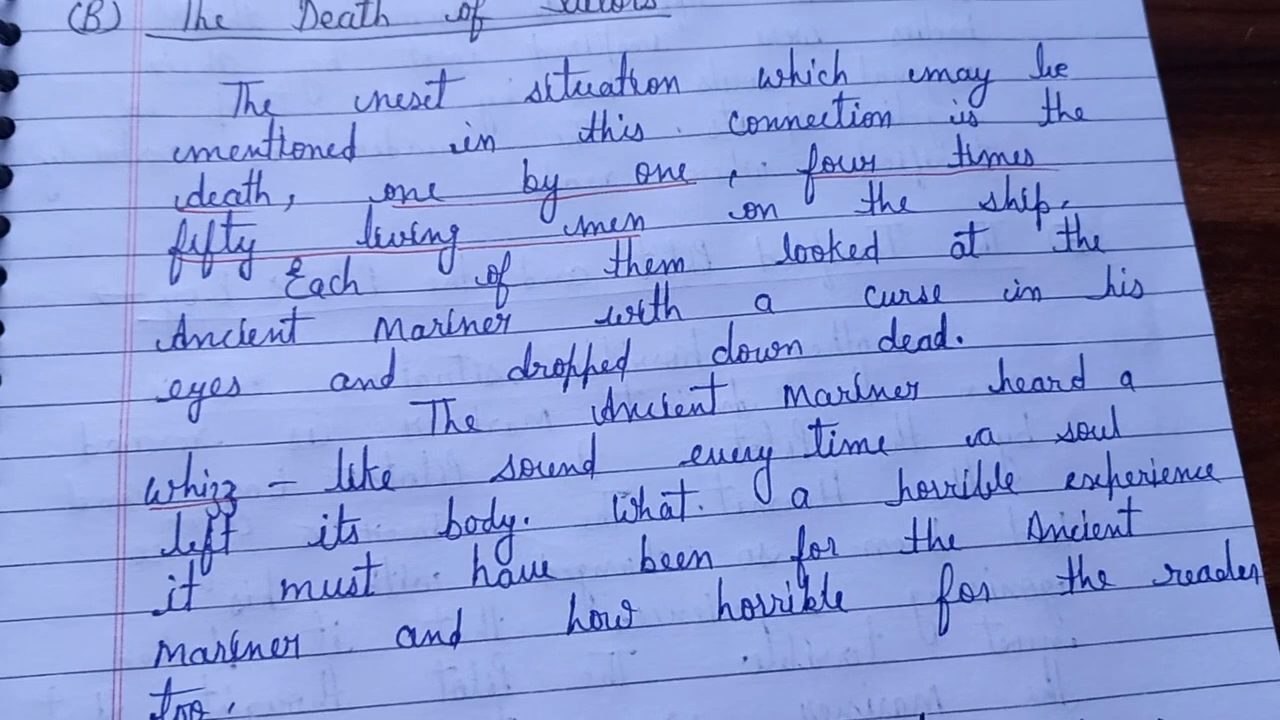 (B) The Death of Sailors
The next situation which may be
mentioned in this connection is the
death, one by one, four times
fifty living men on the ship.
Each of them looked at the
Ancient Mariner with a curse in his
eyes and dropped down dead.
The Ancient Mariner heard a
whizz - like sound every time a soul
left its body. What a horrible experience
it must have been for the Ancient
Mariner and how horrible for the reader
too.